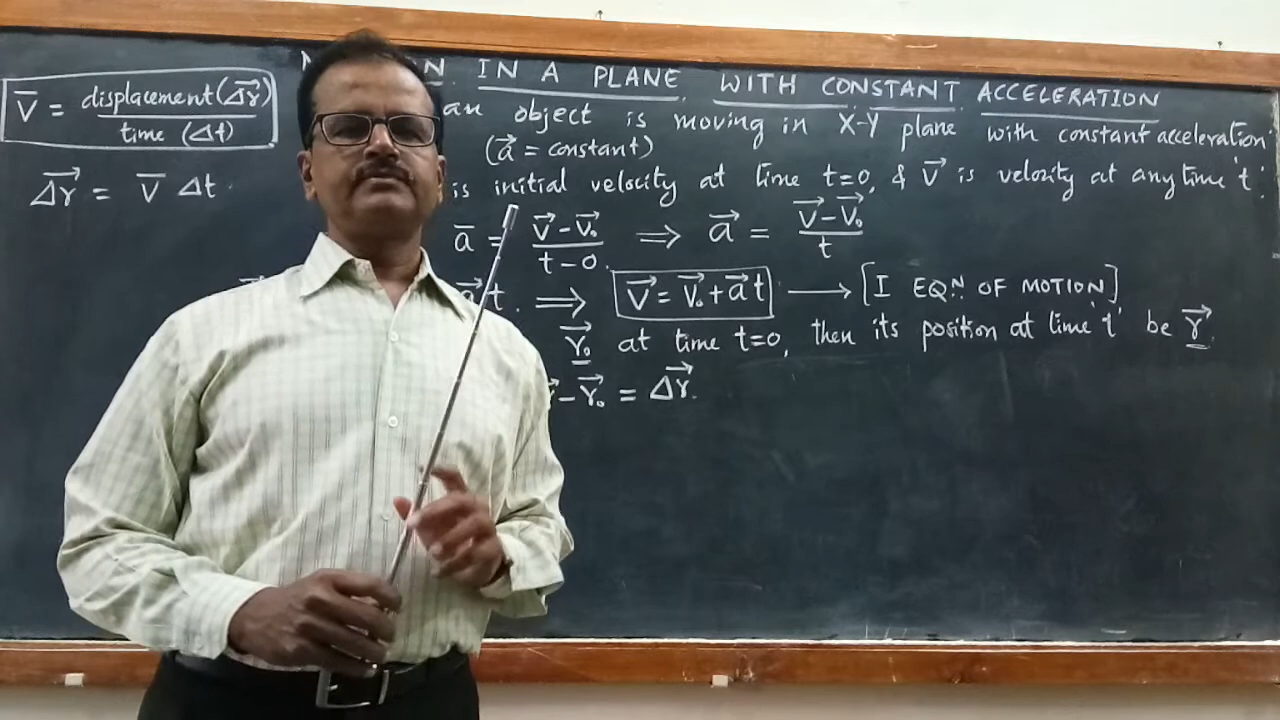 N IN A PLANE WITH CONSTANT ACCELERATION
V̄ = displacement(Δr⃗) / time (Δt)
Δr⃗ = V̄ Δt
an object is moving in X-Y plane with constant acceleration
(a⃗ = constant)
is initial velocity at time t=0, & V⃗ is velocity at any time 't'.
a̅ = V⃗-V⃗₀ / t-0 ⟹ a⃗ = V⃗-V⃗₀ / t
a⃗t. ⟹ V⃗ = V⃗₀+a⃗t ⟶ [I EQN. OF MOTION]
r⃗₀ at time t=0, then its position at time 't' be r⃗.
-r⃗₀ = Δr⃗.